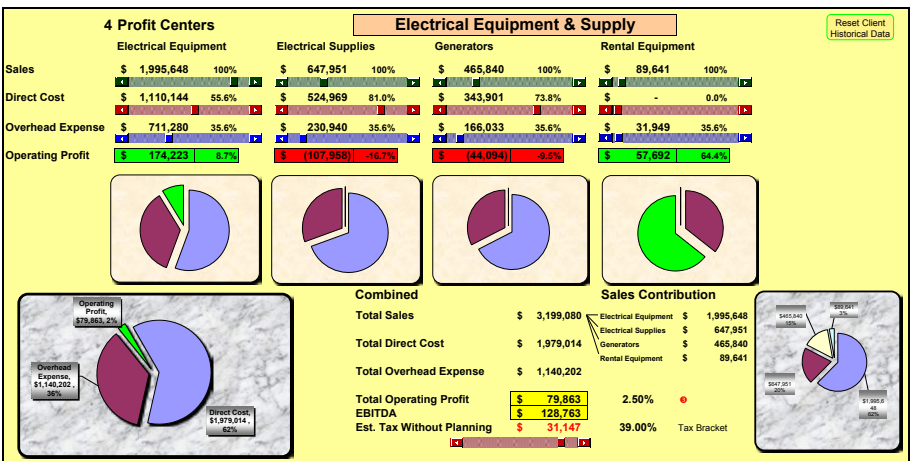 4 Profit Centers
Electrical Equipment & Supply
Reset Client
Historical Data
Electrical Equipment Electrical Supplies Generators Rental Equipment
Sales $ 1,995,648 100% $ 647,951 100% $ 465,840 100% $ 89,641 100%
Direct Cost $ 1,110,144 55.6% $ 524,969 81.0% $ 343,901 73.8% $ - 0.0%
Overhead Expense $ 711,280 35.6% $ 230,940 35.6% $ 166,033 35.6% $ 31,949 35.6%
Operating Profit $ 174,223 8.7% $ (107,958) -16.7% $ (44,094) -9.5% $ 57,692 64.4%
Operating
Profit,
$79,863, 2%
Overhead
Expense,
$1,140,202 ,
36%
Direct Cost,
$1,979,014 ,
62%
Combined
Total Sales $ 3,199,080
Total Direct Cost $ 1,979,014
Total Overhead Expense $ 1,140,202
Total Operating Profit $ 79,863 2.50%
EBITDA $ 128,763
Est. Tax Without Planning $ 31,147 39.00% Tax Bracket
Sales Contribution
Electrical Equipment $ 1,995,648
Electrical Supplies $ 647,951
Generators $ 465,840
Rental Equipment $ 89,641
$89,641
3%
$465,840
15%
$647,951
20%
$1,995,6
48
62%